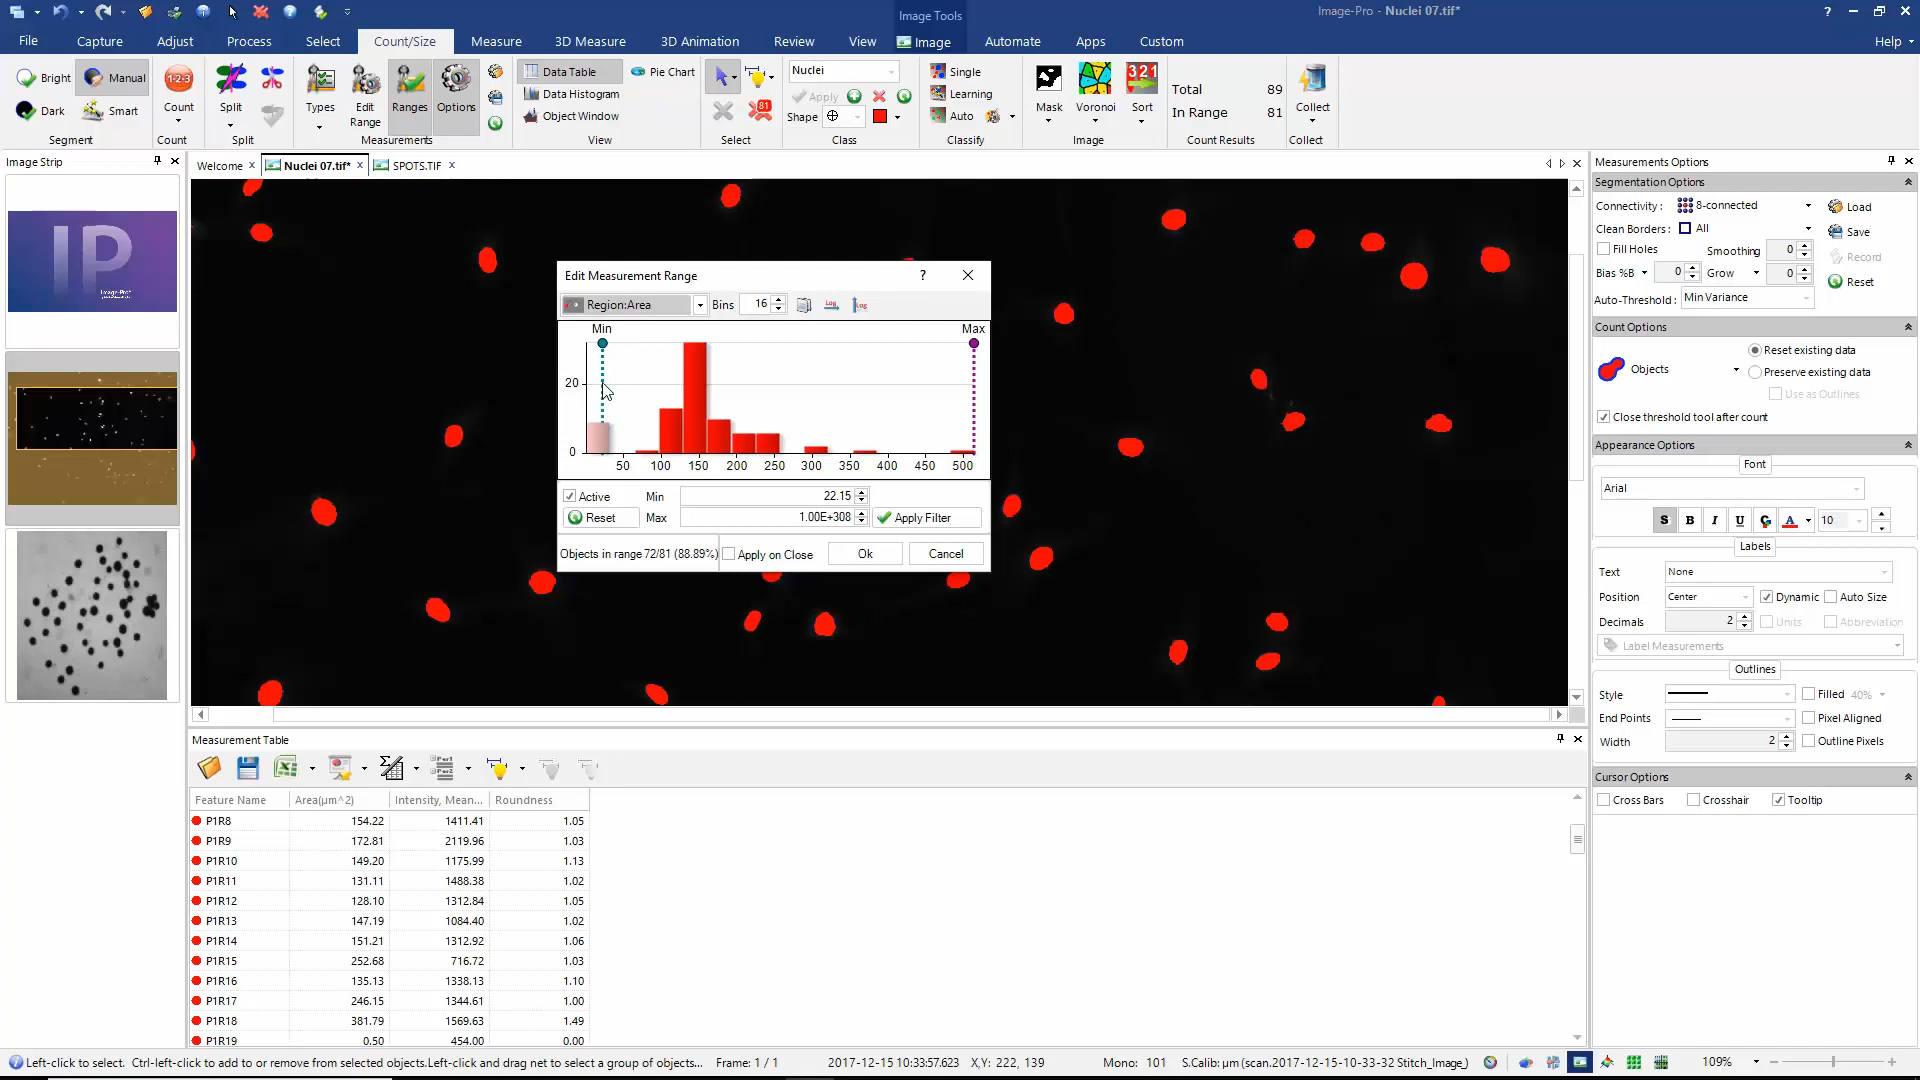 Image Tools
Image-Pro - Nuclei 07.tif*
File Capture Adjust Process Select Count/Size Measure 3D Measure 3D Animation Review View Image Automate Apps Custom Help
Bright Manual
Dark Smart
Segment
1-2-3
Count
Count
Split
Split
Types
Edit Range
Ranges
Options
Measurements
Data Table
Pie Chart
Data Histogram
Object Window
View
81
Select
Nuclei
Apply
Shape
Class
Single
Learning
Auto
Classify
Mask
Voronoi
321
Sort
Image
Total 89
In Range 81
Count Results
Collect
Collect
Image Strip
Welcome Nuclei 07.tif* SPOTS.TIF
IP
Edit Measurement Range
Region:Area Bins 16 Log Log
Min Max
20
0
50 100 150 200 250 300 350 400 450 500
Active Min 22.15
Reset Max 1.00E+308 Apply Filter
Objects in range 72/81 (88.89%) Apply on Close Ok Cancel
Measurement Table
Feature Name Area(µm^2) Intensity, Mean... Roundness
P1R8 154.22 1411.41 1.05
P1R9 172.81 2119.96 1.03
P1R10 149.20 1175.99 1.13
P1R11 131.11 1488.38 1.02
P1R12 128.10 1312.84 1.05
P1R13 147.19 1084.40 1.02
P1R14 151.21 1312.92 1.06
P1R15 252.68 716.72 1.03
P1R16 135.13 1338.13 1.10
P1R17 246.15 1344.61 1.00
P1R18 381.79 1569.63 1.49
P1R19 0.50 454.00 0.00
Measurements Options
Segmentation Options
Connectivity : 8-connected Load
Clean Borders : All Save
Fill Holes Smoothing 0 Record
Bias %B 0 Grow 0 Reset
Auto-Threshold : Min Variance
Count Options
Objects
Reset existing data
Preserve existing data
Use as Outlines
Close threshold tool after count
Appearance Options
Font
Arial
S B I U A 10
Labels
Text None
Position Center Dynamic Auto Size
Decimals 2 Units Abbreviation
Label Measurements
Outlines
Style Filled 40%
End Points Pixel Aligned
Width 2 Outline Pixels
Cursor Options
Cross Bars Crosshair Tooltip
Left-click to select. Ctrl-left-click to add to or remove from selected objects.Left-click and drag net to select a group of objects... Frame: 1 / 1 2017-12-15 10:33:57.623 X,Y: 222, 139 Mono: 101 S.Calib: µm (scan.2017-12-15-10-33-32 Stitch_Image_) 109%